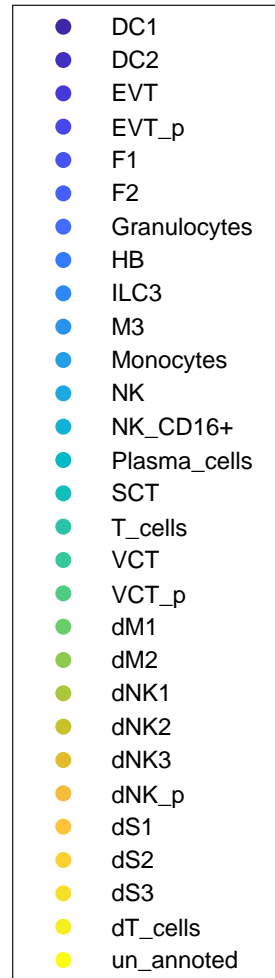 DC1
DC2
EVT
EVT_p
F1
F2
Granulocytes
HB
ILC3
M3
Monocytes
NK
NK_CD16+
Plasma_cells
SCT
T_cells
VCT
VCT_p
dM1
dM2
dNK1
dNK2
dNK3
dNK_p
dS1
dS2
dS3
dT_cells
un_annoted